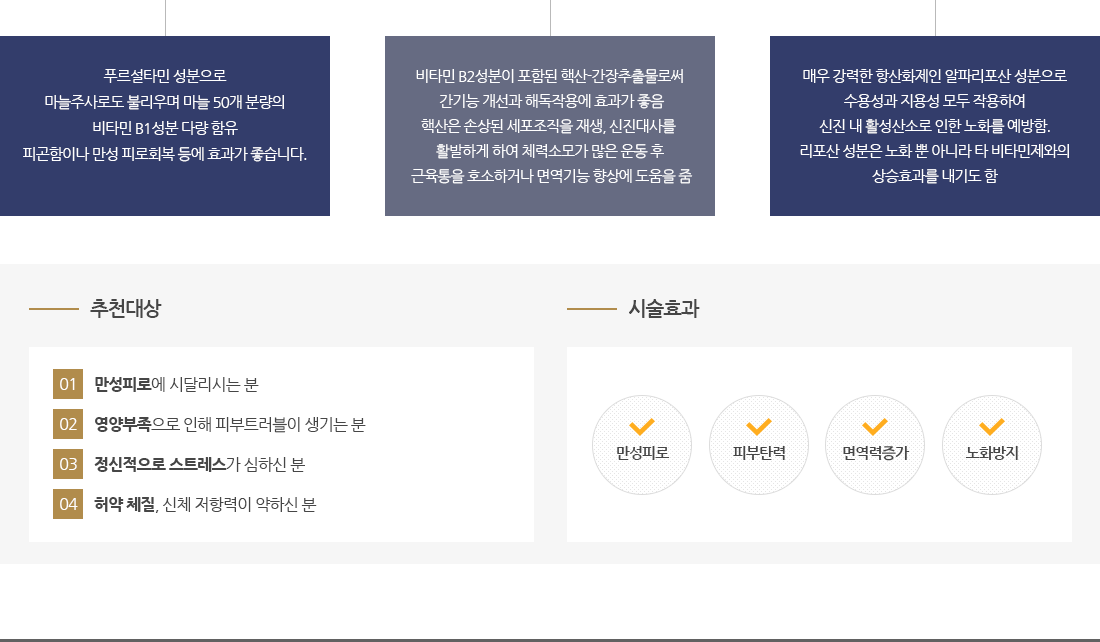 푸르설타민 성분으로
마늘주사로도 불리우며 마늘 50개 분량의
비타민 B1성분 다량 함유
피곤함이나 만성 피로회복 등에 효과가 좋습니다.
비타민 B2성분이 포함된 핵산-간장추출물로써
간기능 개선과 해독작용에 효과가 좋음
핵산은 손상된 세포조직을 재생, 신진대사를
활발하게 하여 체력소모가 많은 운동 후
근육통을 호소하거나 면역기능 향상에 도움을 줌
매우 강력한 항산화제인 알파리포산 성분으로
수용성과 지용성 모두 작용하여
신진 내 활성산소로 인한 노화를 예방함.
리포산 성분은 노화 뿐 아니라 타 비타민제와의
상승효과를 내기도 함
추천대상
01 만성피로에 시달리시는 분
02 영양부족으로 인해 피부트러블이 생기는 분
03 정신적으로 스트레스가 심하신 분
04 허약 체질, 신체 저항력이 약하신 분
시술효과
만성피로
피부탄력
면역력증가
노화방지